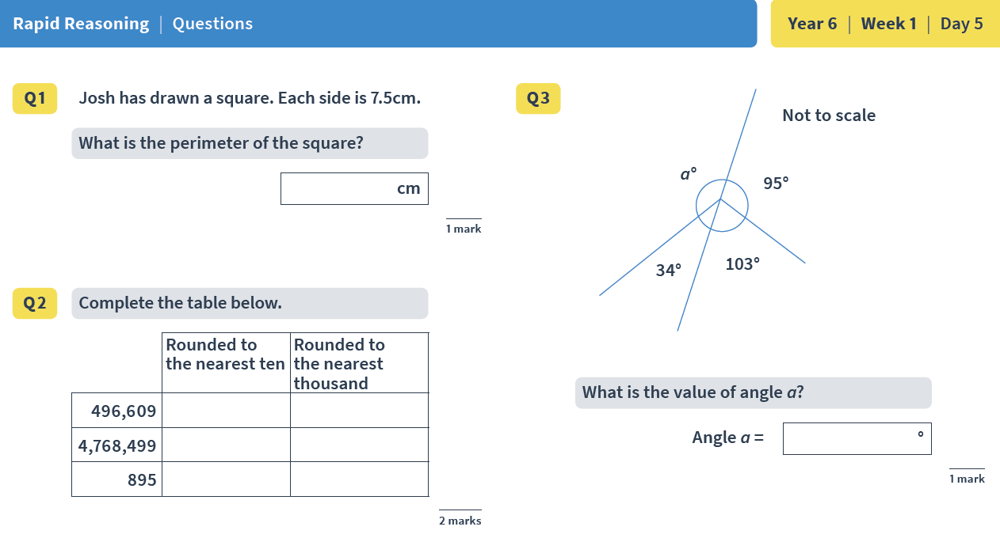 Rapid Reasoning | Questions
Year 6 | Week 1 | Day 5
Q1
Josh has drawn a square. Each side is 7.5cm.
What is the perimeter of the square?
cm
1 mark
Q2
Complete the table below.
Rounded to
the nearest ten
Rounded to
the nearest
thousand
496,609
4,768,499
895
2 marks
Q3
Not to scale
a°
95°
34°
103°
What is the value of angle a?
Angle a = °
1 mark